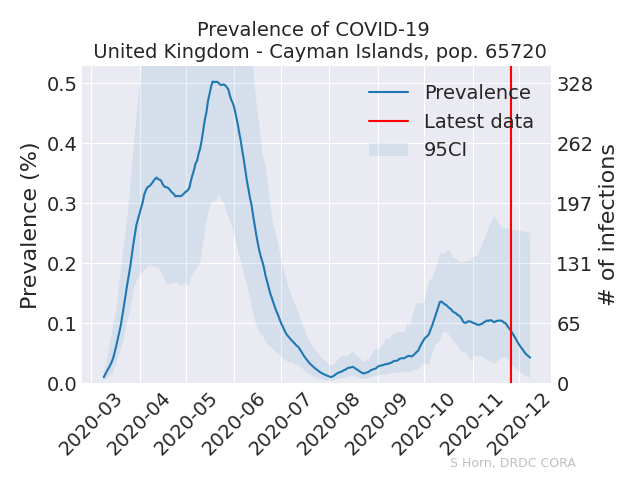 Prevalence of COVID-19
United Kingdom - Cayman Islands, pop. 65720
Prevalence (%)
0.5
0.4
0.3
0.2
0.1
0.0
Prevalence
Latest data
95CI
328
262
197
131
65
0
# of infections
2020-03
2020-04
2020-05
2020-06
2020-07
2020-08
2020-09
2020-10
2020-11
2020-12
S Horn, DRDC CORA